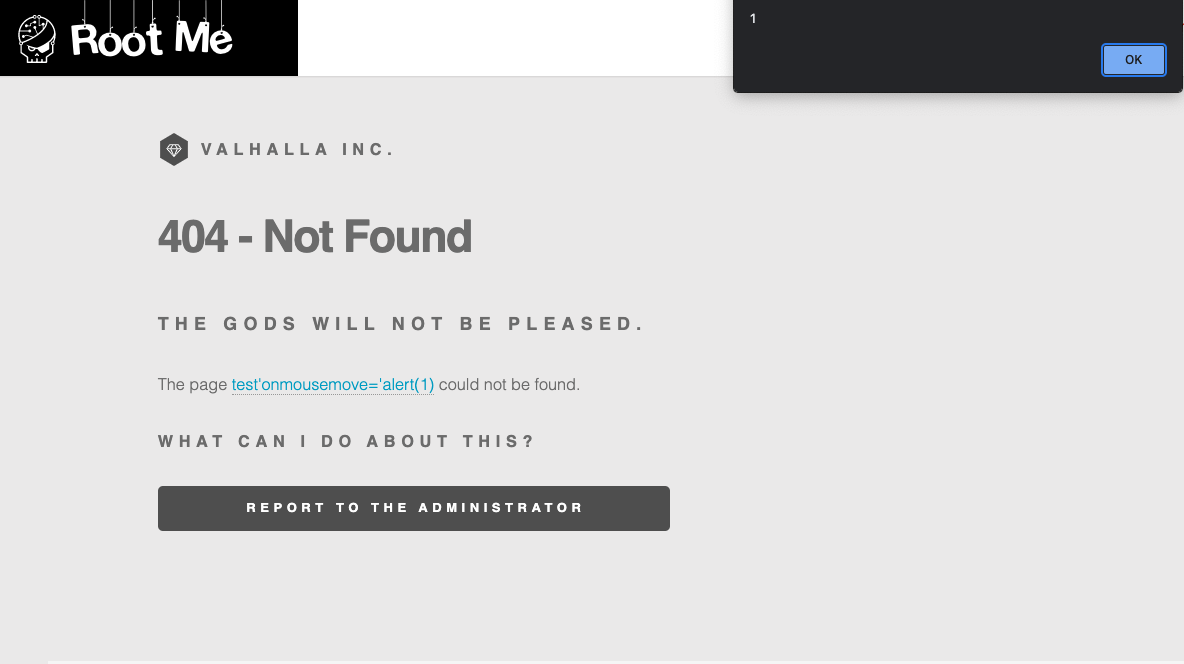 Root Me
1
OK
VALHALLA INC.
404 - Not Found
THE GODS WILL NOT BE PLEASED.
The page test'onmousemove='alert(1) could not be found.
WHAT CAN I DO ABOUT THIS?
REPORT TO THE ADMINISTRATOR